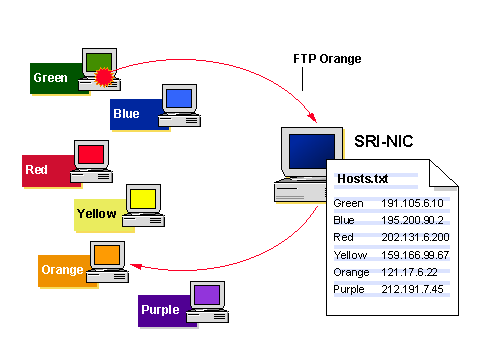 FTP Orange
Green
Blue
Red
Yellow
Orange
Purple
SRI-NIC
Hosts.txt
Green 191.105.6.10
Blue 195.200.90.2
Red 202.131.6.200
Yellow 159.166.99.67
Orange 121.17.6.22
Purple 212.191.7.45